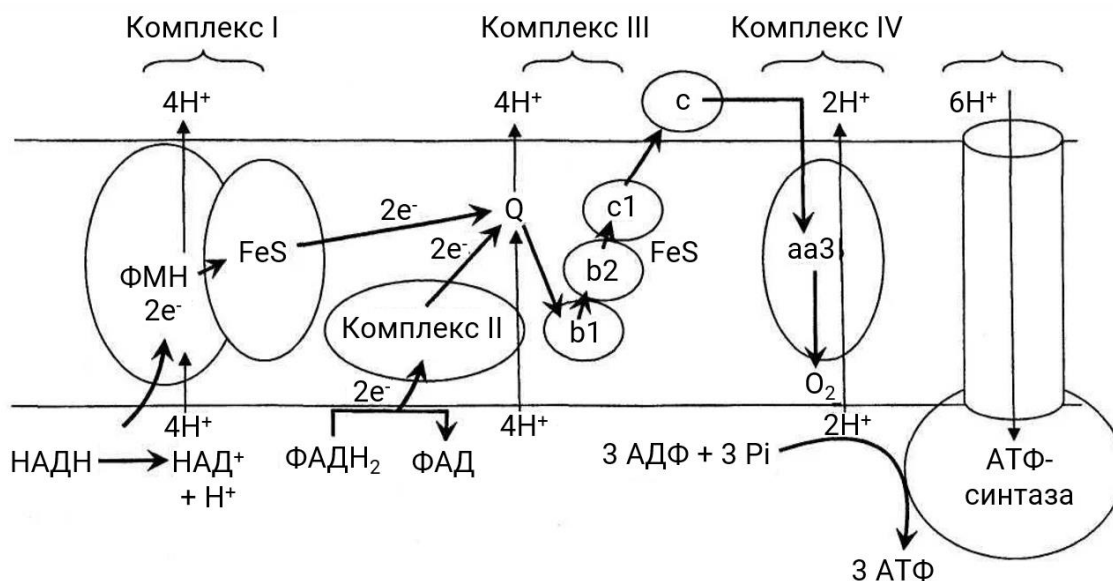 Комплекс I
Комплекс III
Комплекс IV
4H⁺
4H⁺
c
2H⁺
6H⁺
2e⁻
Q
c1
FeS
FeS
2e⁻
aa3
ФМН
2e⁻
b2
Комплекс II
b1
2e⁻
O₂
4H⁺
4H⁺
2H⁺
НАДН
НАД⁺
+ H⁺
ФАДН₂
ФАД
3 АДФ + 3 Pi
АТФ-
синтаза
3 АТФ